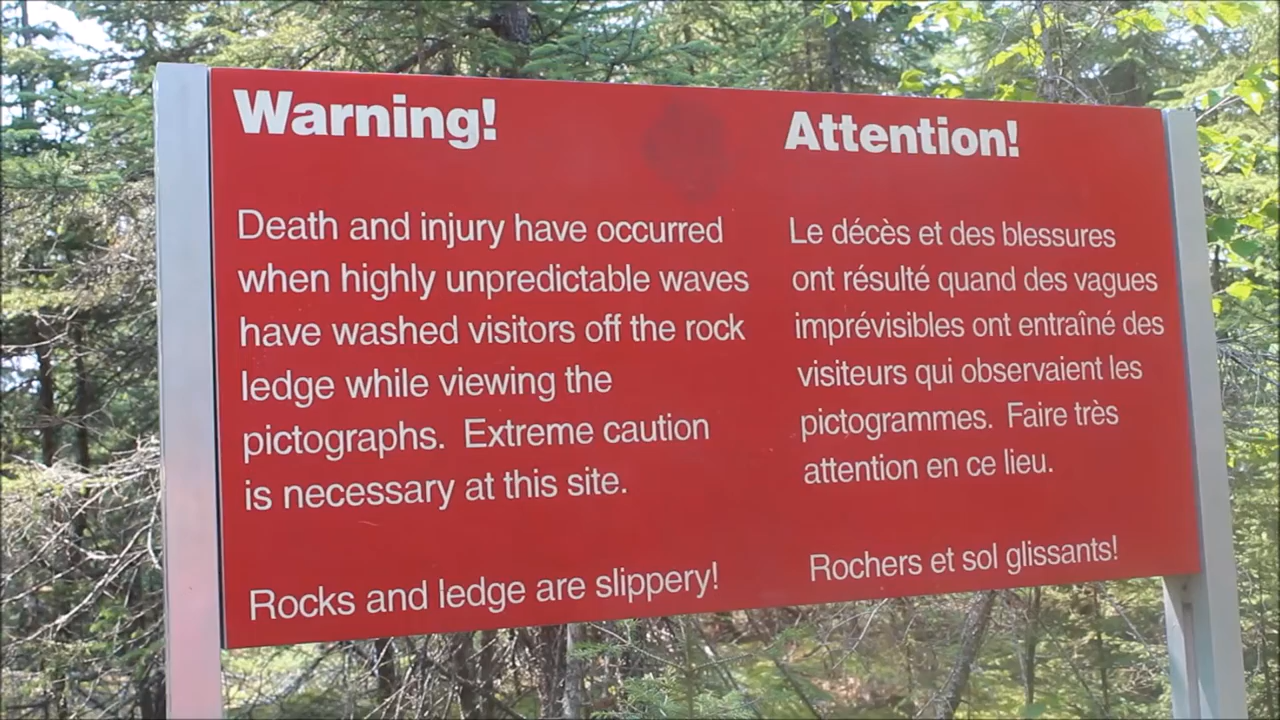 Warning!
Death and injury have occurred
when highly unpredictable waves
have washed visitors off the rock
ledge while viewing the
pictographs. Extreme caution
is necessary at this site.
Rocks and ledge are slippery!
Attention!
Le décès et des blessures
ont résulté quand des vagues
imprévisibles ont entraîné des
visiteurs qui observaient les
pictogrammes. Faire très
attention en ce lieu.
Rochers et sol glissants!